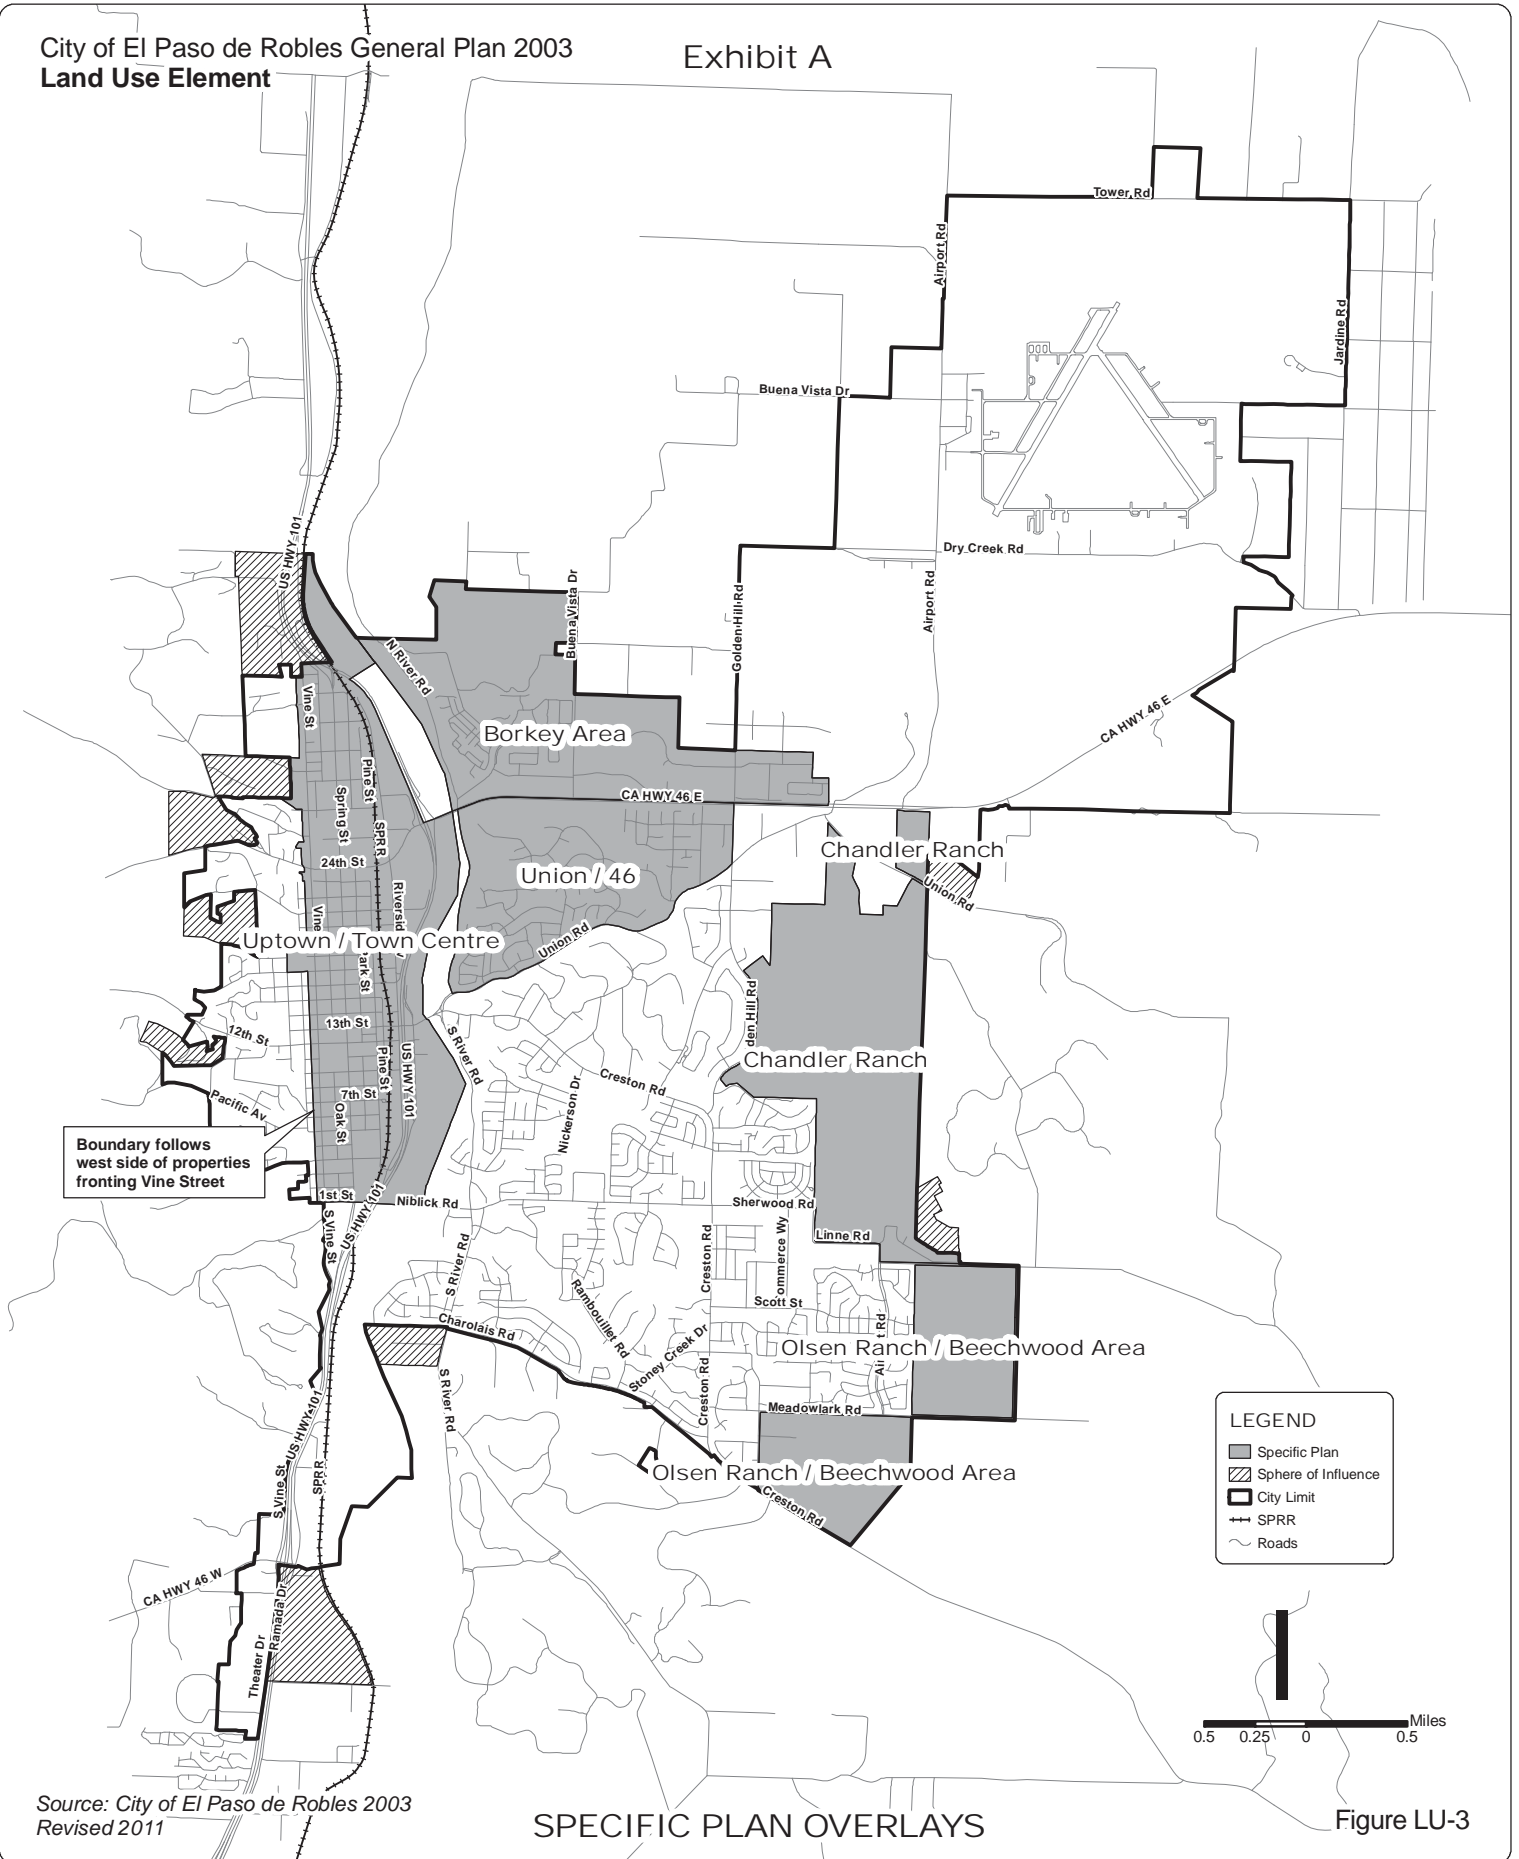 City of El Paso de Robles General Plan 2003
Land Use Element
Exhibit A
Tower Rd
Airport Rd
Jardine Rd
Buena Vista Dr
US HWY 101
Dry Creek Rd
Buena Vista Dr
Golden Hill Rd
Airport Rd
N River Rd
Vine St
CA HWY 46 E
Borkey Area
Pine St
Spring St
CA HWY 46 E
SPRR
24th St
Chandler Ranch
Union / 46
Union Rd
Vine
Uptown / Town Centre
Union Rd
13th St
12th St
den Hill Rd
S River Rd
Chandler Ranch
Pine St
US HWY 101
Creston Rd
7th St
Nickerson Dr
Pacific Av
Oak St
Boundary follows
west side of properties
fronting Vine Street
1st St
Niblick Rd
Sherwood Rd
S Vine St
US HWY 101
Linne Rd
S River Rd
Creston Rd
ommerce Wy
Scott St
Rambouillet Rd
Charolais Rd
Stoney Creek Dr
Olsen Ranch / Beechwood Area
S River Rd
Creston Rd
Meadowlark Rd
US HWY 101
Olsen Ranch / Beechwood Area
S Vine St
SPRR
Creston Rd
LEGEND
Specific Plan
Sphere of Influence
City Limit
SPRR
Roads
CA HWY 46 W
Ramada Dr
Theater Dr
Miles
0.5 0.25 0 0.5
Source: City of El Paso de Robles 2003
Revised 2011
SPECIFIC PLAN OVERLAYS
Figure LU-3